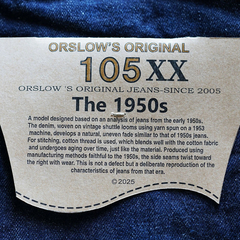 ORSLOW'S ORIGINAL
105XX
ORSLOW 'S ORIGINAL JEANS-SINCE 2005
The 1950s
A model designed based on an analysis of jeans from the early 1950s.
The denim, woven on vintage shuttle looms using yarn spun on a 1953
machine, develops a natural, uneven fade similar to that of 1950s jeans.
For stitching, cotton thread is used, which blends well with the cotton fabric
and undergoes aging over time, just like the material. Produced using
manufacturing methods faithful to the 1950s, the side seams twist toward
the right with wear. This is not a defect but a deliberate reproduction of the
characteristics of jeans from that era.
©2025